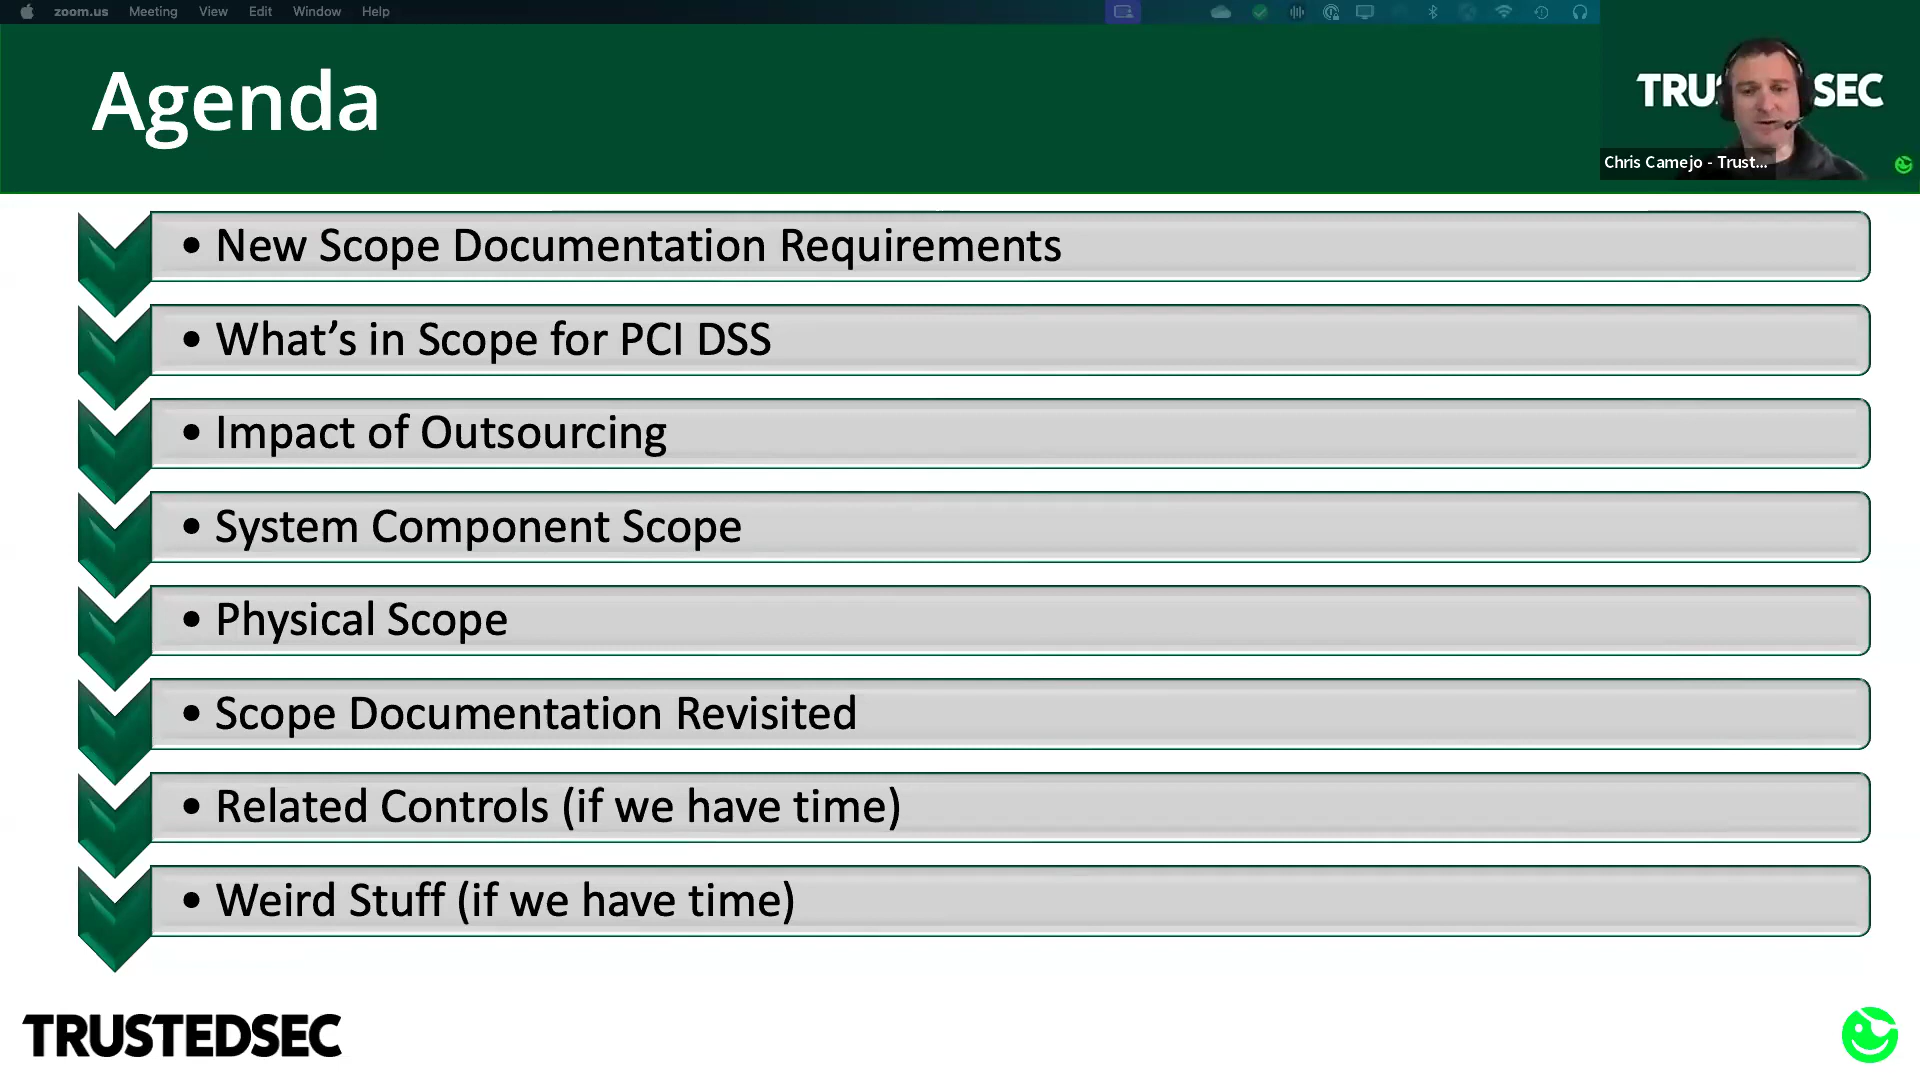 zoom.us Meeting View Edit Window Help
Agenda
TRU SEC
Chris Camejo - Trust...
• New Scope Documentation Requirements
• What's in Scope for PCI DSS
• Impact of Outsourcing
• System Component Scope
• Physical Scope
• Scope Documentation Revisited
• Related Controls (if we have time)
• Weird Stuff (if we have time)
TRUSTEDSEC